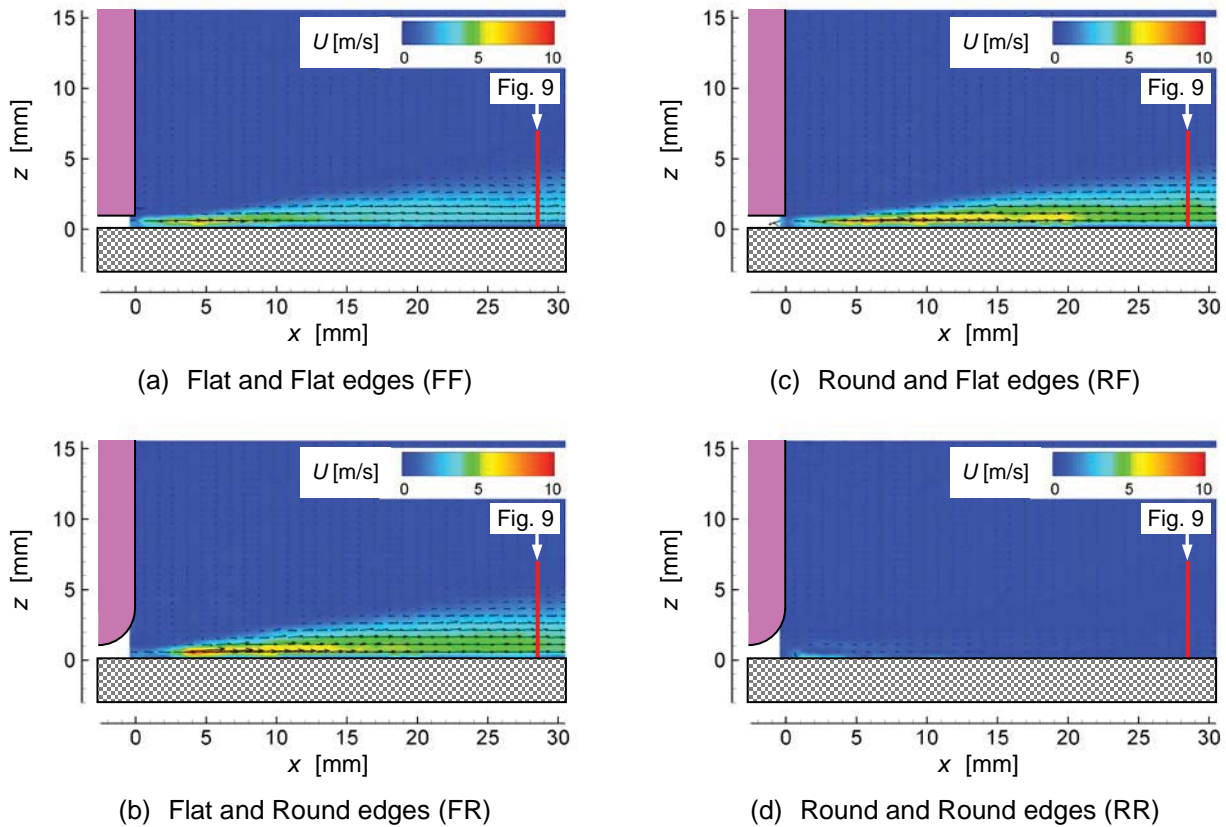 15
10
5
0
z [mm]
U [m/s]
0 5 10
Fig. 9
0 5 10 15 20 25 30
x [mm]
(a) Flat and Flat edges (FF)
15
10
5
0
z [mm]
U [m/s]
0 5 10
Fig. 9
0 5 10 15 20 25 30
x [mm]
(c) Round and Flat edges (RF)
15
10
5
0
z [mm]
U [m/s]
0 5 10
Fig. 9
0 5 10 15 20 25 30
x [mm]
(b) Flat and Round edges (FR)
15
10
5
0
z [mm]
U [m/s]
0 5 10
Fig. 9
0 5 10 15 20 25 30
x [mm]
(d) Round and Round edges (RR)